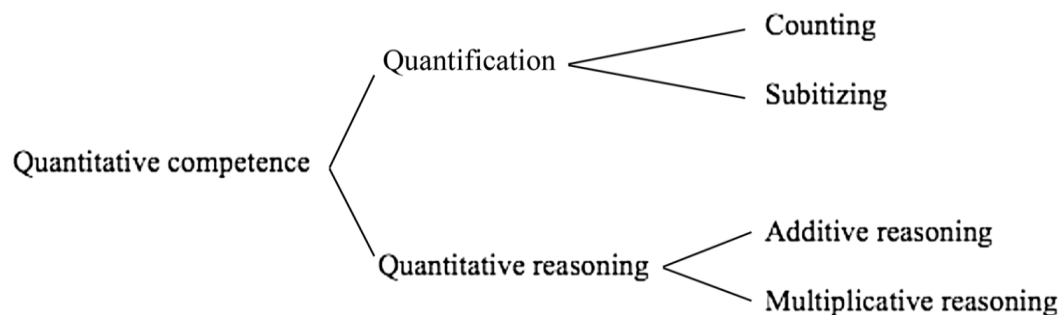 Counting
Quantification
Subitizing
Quantitative competence
Additive reasoning
Quantitative reasoning
Multiplicative reasoning